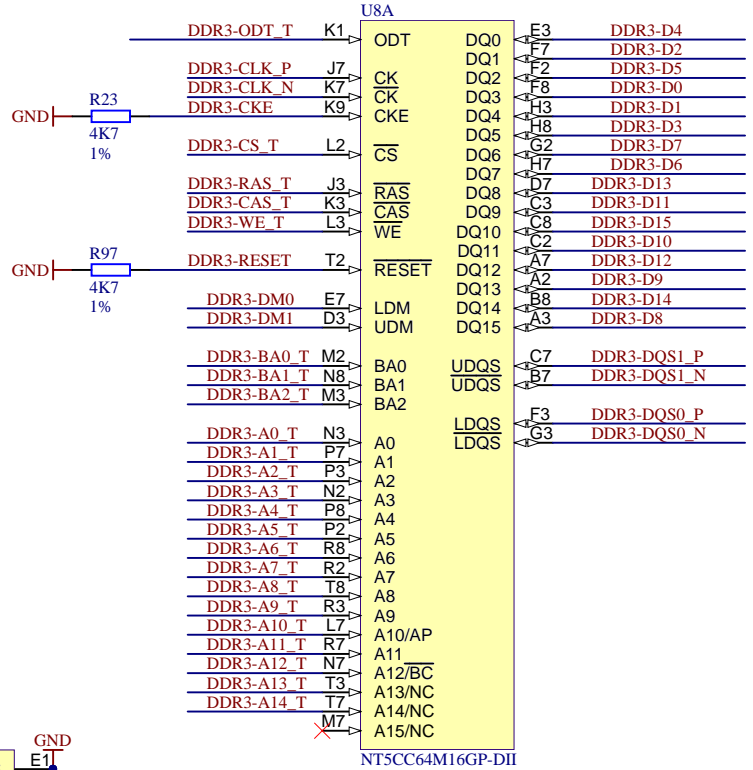 U8A
DDR3-ODT_T K1 ODT DQ0 E3 DDR3-D4
DQ1 F7 DDR3-D2
DDR3-CLK_P J7 CK DQ2 F2 DDR3-D5
DDR3-CLK_N K7 CK DQ3 F8 DDR3-D0
GND R23 DDR3-CKE K9 CKE DQ4 H3 DDR3-D1
4K7 DQ5 H8 DDR3-D3
1% DDR3-CS_T L2 CS DQ6 G2 DDR3-D7
DQ7 H7 DDR3-D6
DDR3-RAS_T J3 RAS DQ8 D7 DDR3-D13
DDR3-CAS_T K3 CAS DQ9 C3 DDR3-D11
DDR3-WE_T L3 WE DQ10 C8 DDR3-D15
DQ11 C2 DDR3-D10
GND R97 DDR3-RESET T2 RESET DQ12 A7 DDR3-D12
4K7 DQ13 A2 DDR3-D9
1% DDR3-DM0 E7 LDM DQ14 B8 DDR3-D14
DDR3-DM1 D3 UDM DQ15 A3 DDR3-D8
DDR3-BA0_T M2 BA0 UDQS C7 DDR3-DQS1_P
DDR3-BA1_T N8 BA1 UDQS B7 DDR3-DQS1_N
DDR3-BA2_T M3 BA2
LDQS F3 DDR3-DQS0_P
DDR3-A0_T N3 A0 LDQS G3 DDR3-DQS0_N
DDR3-A1_T P7 A1
DDR3-A2_T P3 A2
DDR3-A3_T N2 A3
DDR3-A4_T P8 A4
DDR3-A5_T P2 A5
DDR3-A6_T R8 A6
DDR3-A7_T R2 A7
DDR3-A8_T T8 A8
DDR3-A9_T R3 A9
DDR3-A10_T L7 A10/AP
DDR3-A11_T R7 A11
DDR3-A12_T N7 A12/BC
DDR3-A13_T T3 A13/NC
DDR3-A14_T T7 A14/NC
M7 A15/NC
GND
E1 NT5CC64M16GP-DII